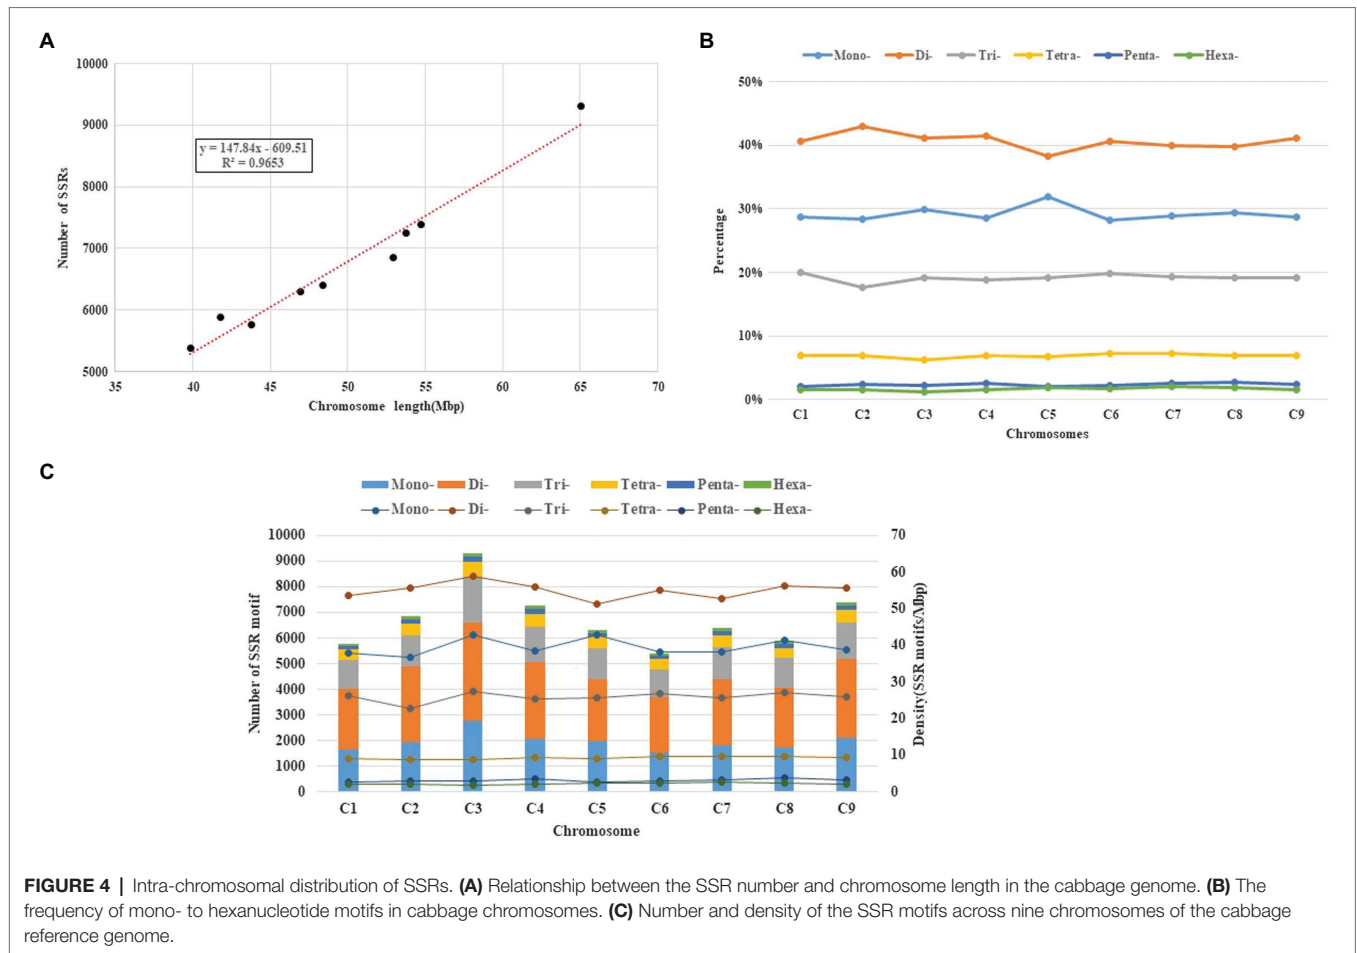 A
10000
9000
8000
7000
6000
5000
Number of SSRs
y = 147.84x - 609.51
R² = 0.9653
35 40 45 50 55 60 65 70
Chromosome length(Mbp)
B
Mono- Di- Tri- Tetra- Penta- Hexa-
50%
40%
30%
20%
10%
0%
Percentage
C1 C2 C3 C4 C5 C6 C7 C8 C9
Chromosomes
C
Mono- Di- Tri- Tetra- Penta- Hexa-
Mono- Di- Tri- Tetra- Penta- Hexa-
10000
9000
8000
7000
6000
5000
4000
3000
2000
1000
0
Number of SSR motif
70
60
50
40
30
20
10
0
Density(SSR motifs/Mbp)
C1 C2 C3 C4 C5 C6 C7 C8 C9
Chromosome
FIGURE 4 | Intra-chromosomal distribution of SSRs. (A) Relationship between the SSR number and chromosome length in the cabbage genome. (B) The
frequency of mono- to hexanucleotide motifs in cabbage chromosomes. (C) Number and density of the SSR motifs across nine chromosomes of the cabbage
reference genome.